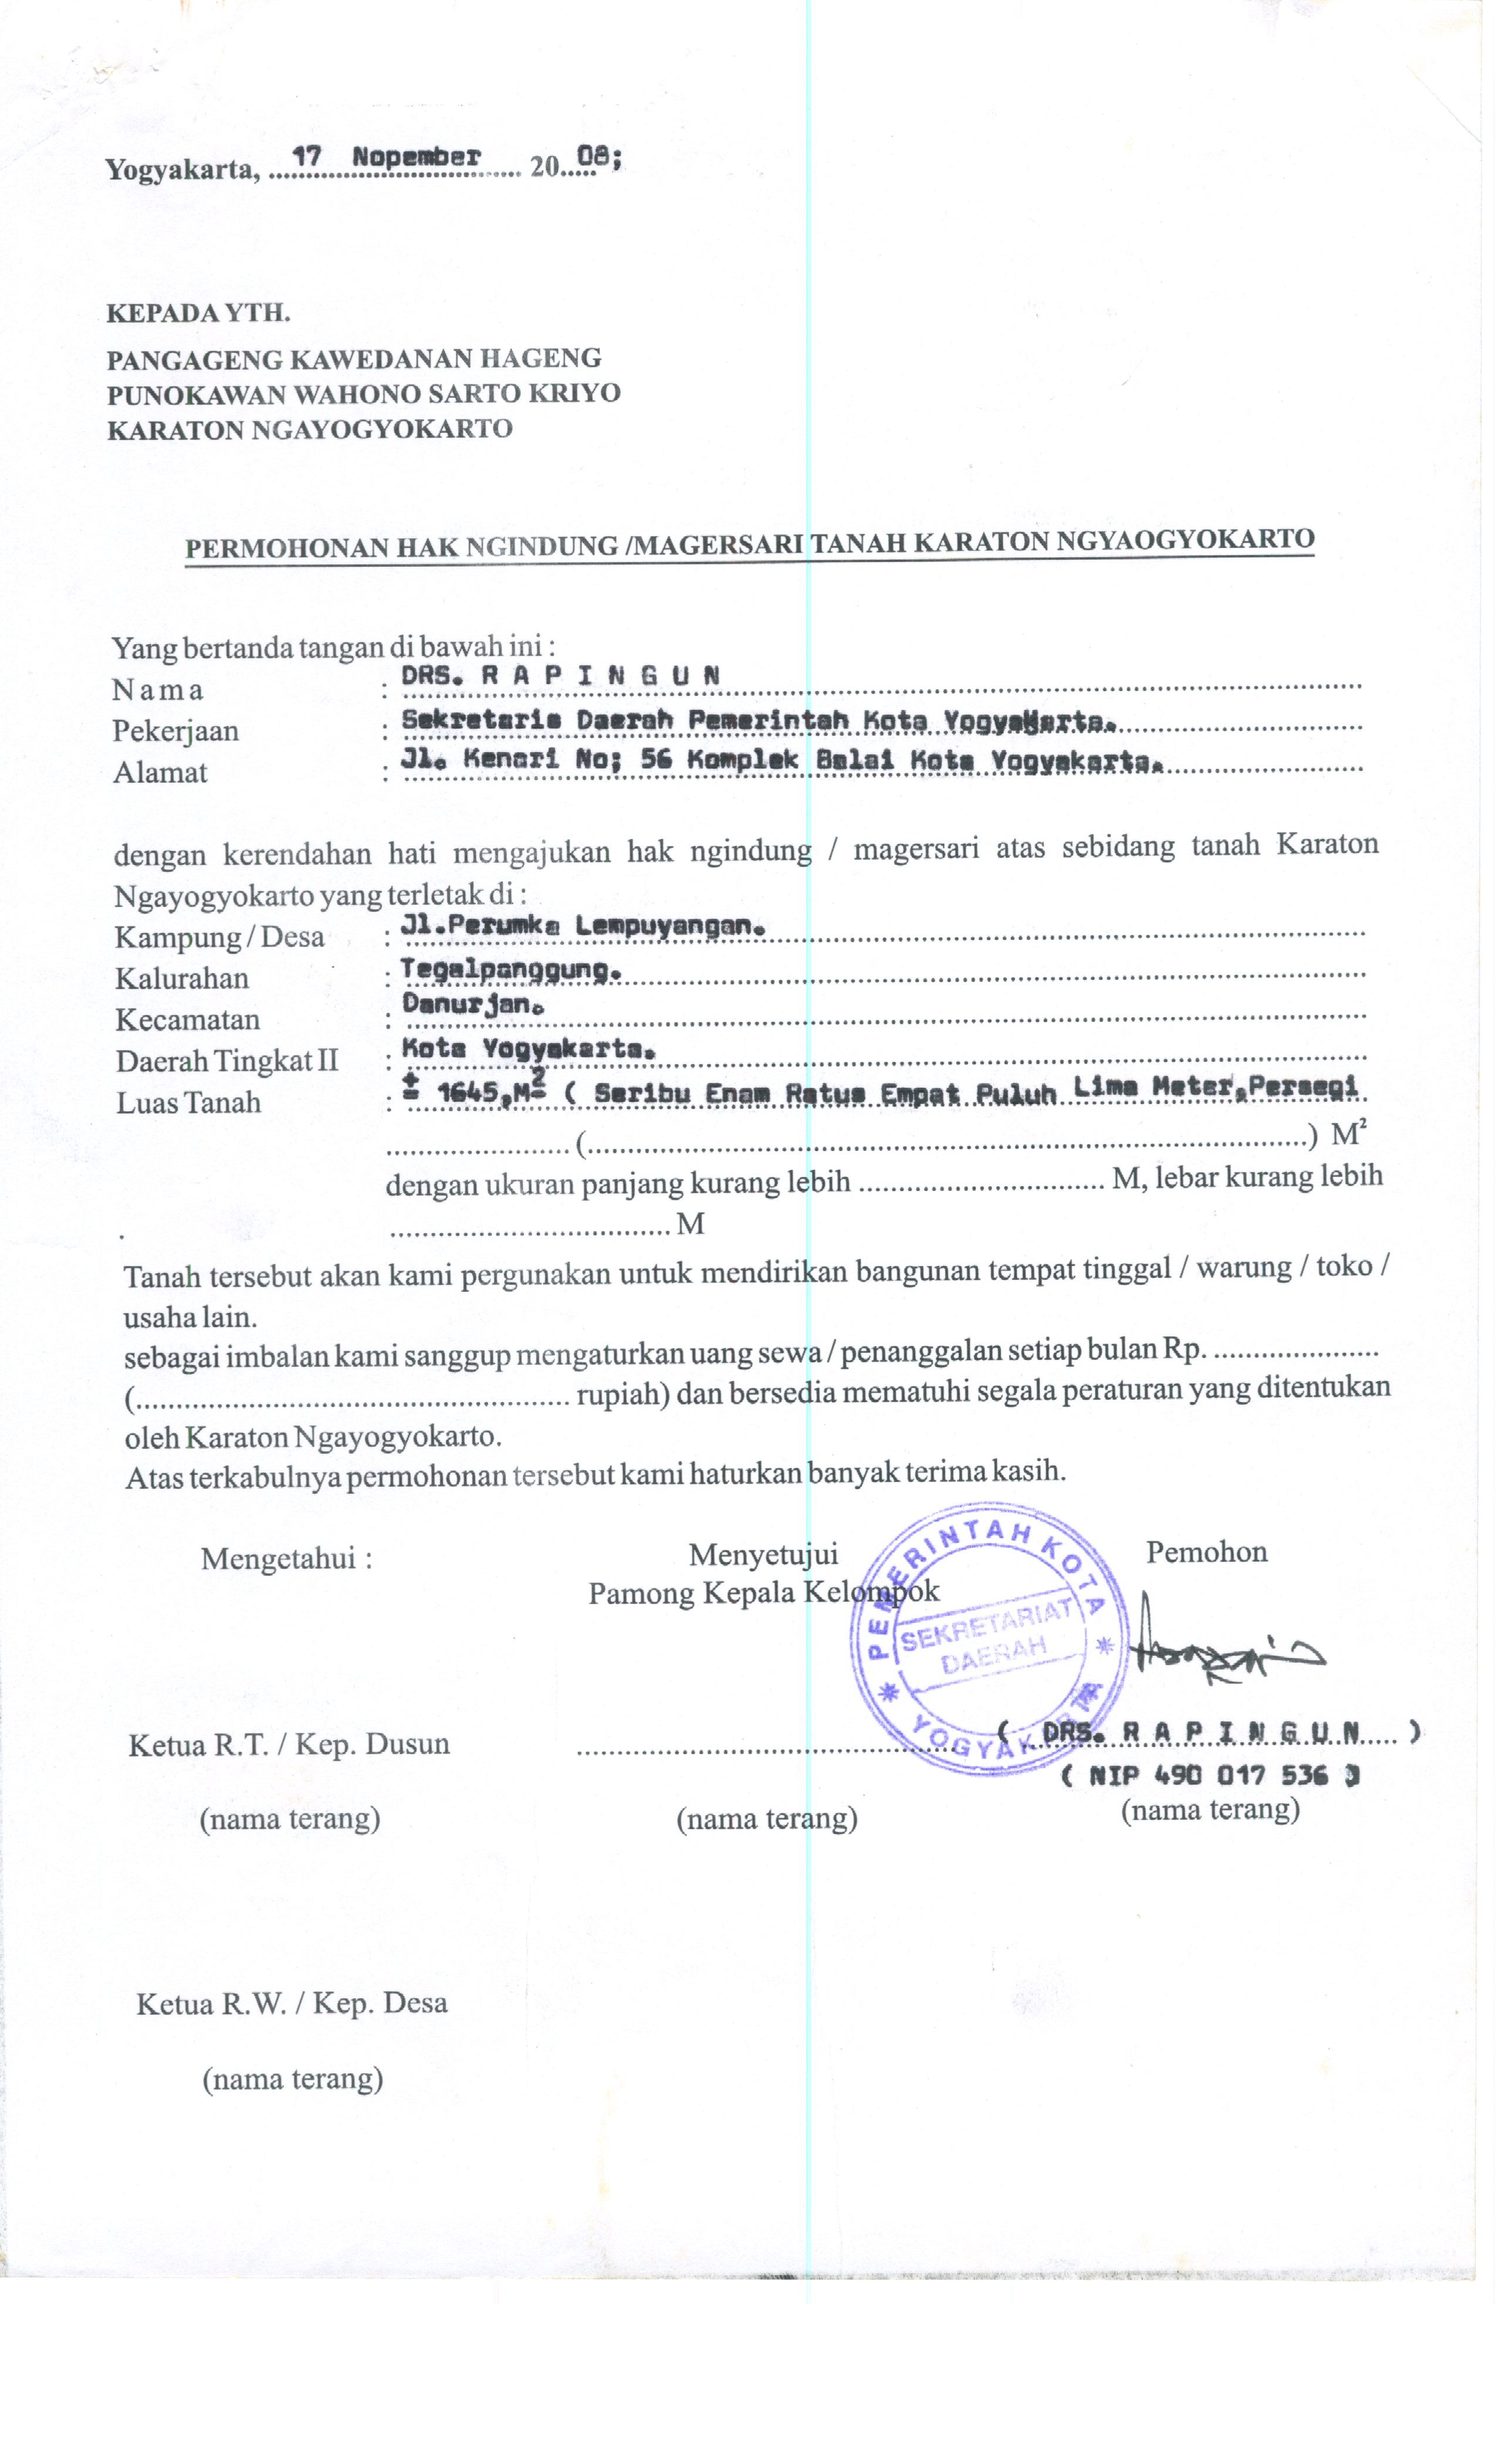 Yogyakarta, 17 Nopember 20 08;
KEPADA YTH.
PANGAGENG KAWEDANAN HAGENG
PUNOKAWAN WAHONO SARTO KRIYO
KARATON NGAYOGYOKARTO
PERMOHONAN HAK NGINDUNG /MAGERSARI TANAH KARATON NGYAOGYOKARTO
Yang bertanda tangan di bawah ini :
Nama : DRS. R A P I N G U N
Pekerjaan : Sekretaris Daerah Pemerintah Kota Yogyakarta.
Alamat : Jl. Kenari No; 56 Komplek Balai Kota Yogyakarta.
dengan kerendahan hati mengajukan hak ngindung / magersari atas sebidang tanah Karaton
Ngayogyokarto yang terletak di :
Kampung / Desa : Jl.Perumka Lempuyangan.
Kalurahan : Tegalpanggung.
Kecamatan : Danurjan.
Daerah Tingkat II : Kota Yogyakarta.
Luas Tanah : ± 1645,M2 ( Seribu Enam Ratus Empat Puluh Lima Meter,Persegi
(..............................) M²
dengan ukuran panjang kurang lebih .............................. M, lebar kurang lebih
.............................. M
Tanah tersebut akan kami pergunakan untuk mendirikan bangunan tempat tinggal / warung / toko /
usaha lain.
sebagai imbalan kami sanggup mengaturkan uang sewa / penanggalan setiap bulan Rp. ....................
(.............................. rupiah) dan bersedia mematuhi segala peraturan yang ditentukan
oleh Karaton Ngayogyokarto.
Atas terkabulnya permohonan tersebut kami haturkan banyak terima kasih.
Mengetahui : Menyetujui Pemohon
Pamong Kepala Kelompok
PEMERINTAH KOTA
SEKRETARIAT
DAERAH
YOGYAKARTA
Ketua R.T. / Kep. Dusun .............................. ( DRS. R A P I N G U N )
( NIP 490 017 536 )
(nama terang) (nama terang) (nama terang)
Ketua R.W. / Kep. Desa
(nama terang)